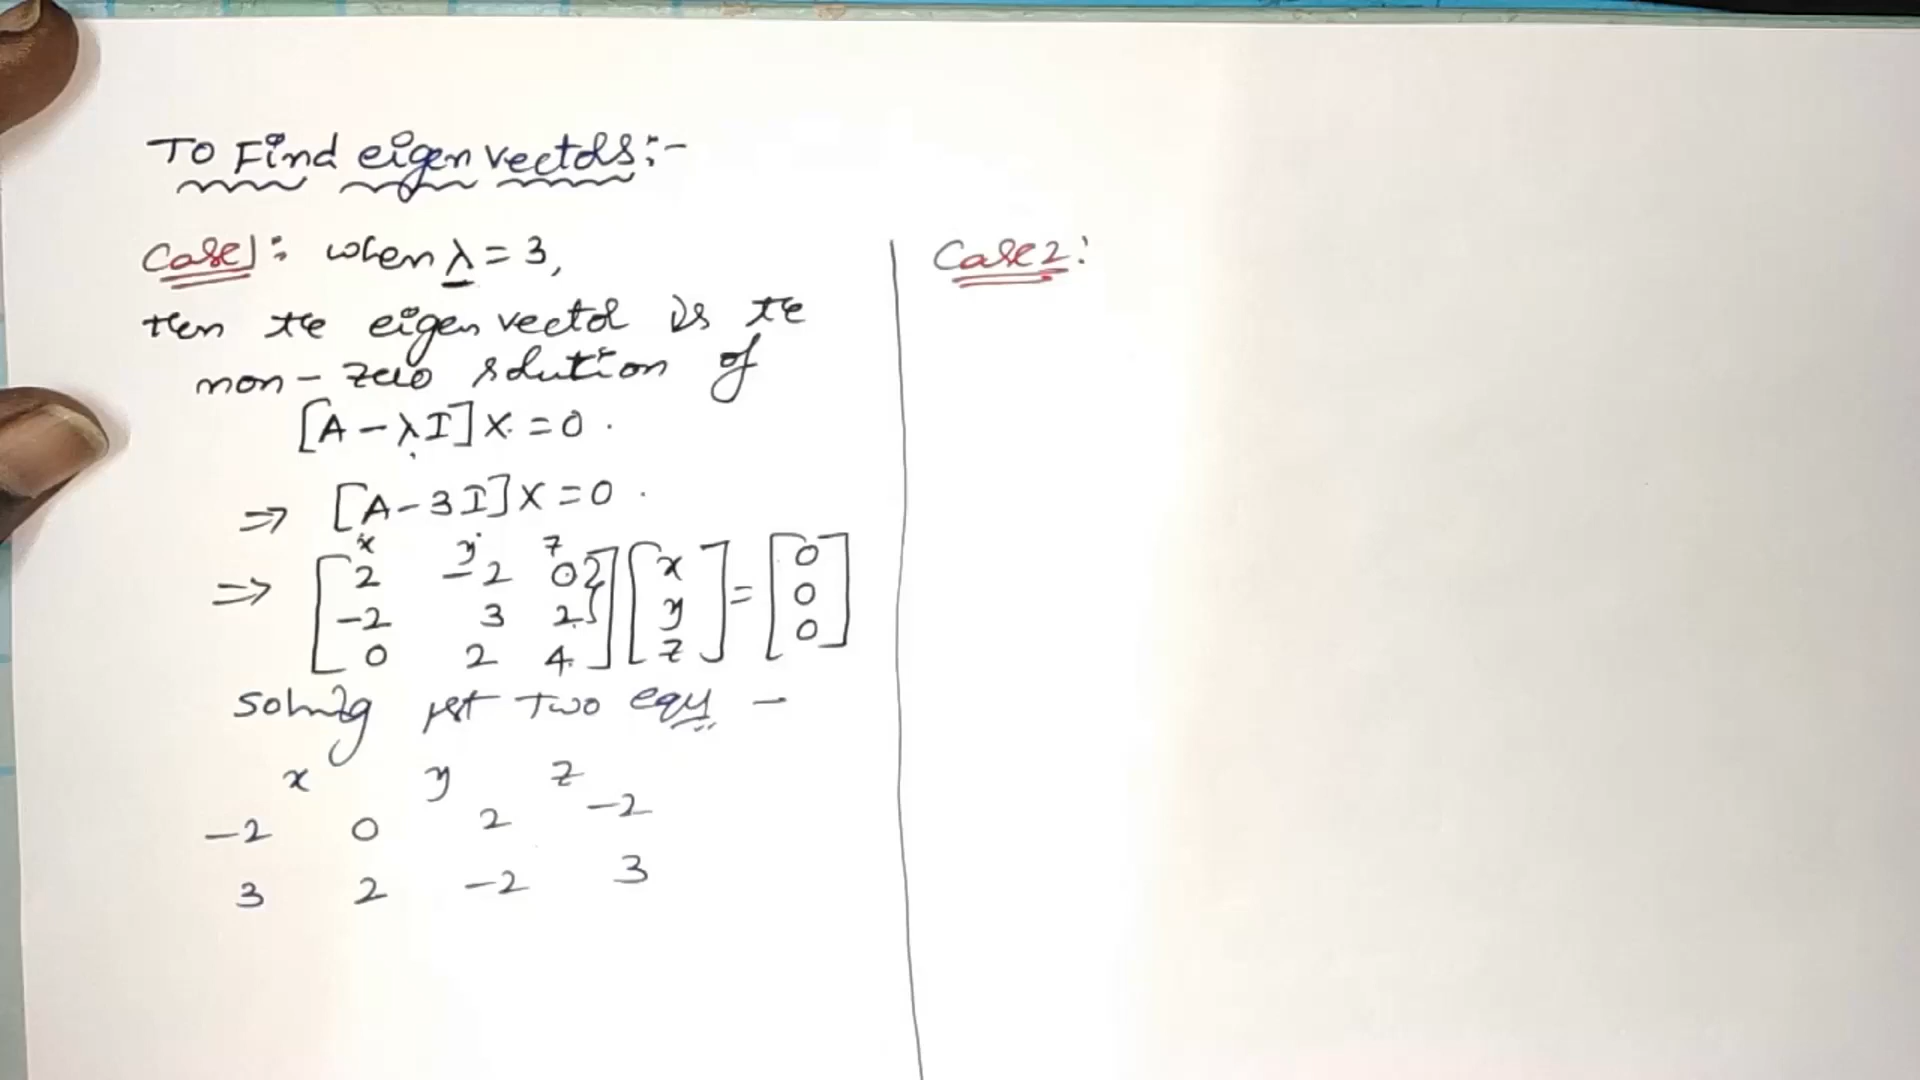 To Find eigen vectors:-
Case1: when λ = 3,
then the eigen vector is the
non-zero solution of
[A - λI] X = 0.
⇒ [A - 3I] X = 0.
x y z
⇒ [2 -2 0] [x] = [0]
[-2 3 2] [y] [0]
[0 2 4] [z] [0]
Solving 1st two equ -
x y z
-2 0 2 -2
3 2 -2 3
Case2: